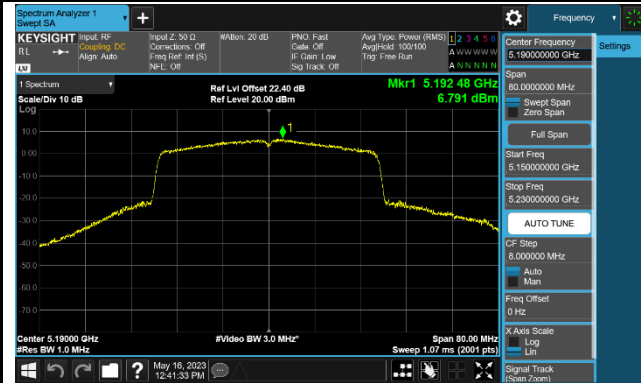 Spectrum Analyzer 1
Swept SA
Frequency
KEYSIGHT
RL
LXI
Input: RF
Coupling: DC
Align: Auto
Input Z: 50 Ω
Corrections: Off
Freq Ref: Int (S)
NFE: Off
#Atten: 20 dB
PNO: Fast
Gate: Off
IF Gain: Low
Sig Track: Off
Avg Type: Power (RMS)
Avg|Hold: 100/100
Trig: Free Run
1 2 3 4 5 6
A W W W W W
A N N N N N
1 Spectrum
Scale/Div 10 dB
Log
Ref Lvl Offset 22.40 dB
Ref Level 20.00 dBm
Mkr1 5.192 48 GHz
6.791 dBm
1
10.0
0.00
-10.0
-20.0
-30.0
-40.0
-50.0
-60.0
-70.0
Center 5.19000 GHz
#Res BW 1.0 MHz
#Video BW 3.0 MHz*
Span 80.00 MHz
Sweep 1.07 ms (2001 pts)
May 16, 2023
12:41:33 PM
Center Frequency
5.190000000 GHz
Settings
Span
80.0000000 MHz
Swept Span
Zero Span
Full Span
Start Freq
5.150000000 GHz
Stop Freq
5.230000000 GHz
AUTO TUNE
CF Step
8.000000 MHz
Auto
Man
Freq Offset
0 Hz
X Axis Scale
Log
Lin
Signal Track
(Span Zoom)